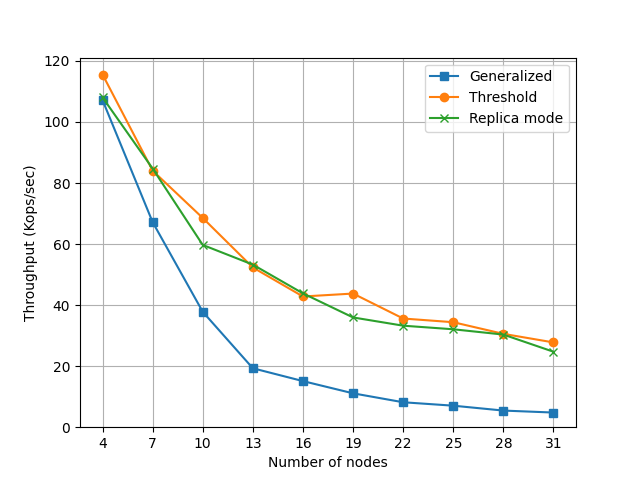 120
100
80
60
40
20
0
Throughput (Kops/sec)
Generalized
Threshold
Replica mode
4 7 10 13 16 19 22 25 28 31
Number of nodes